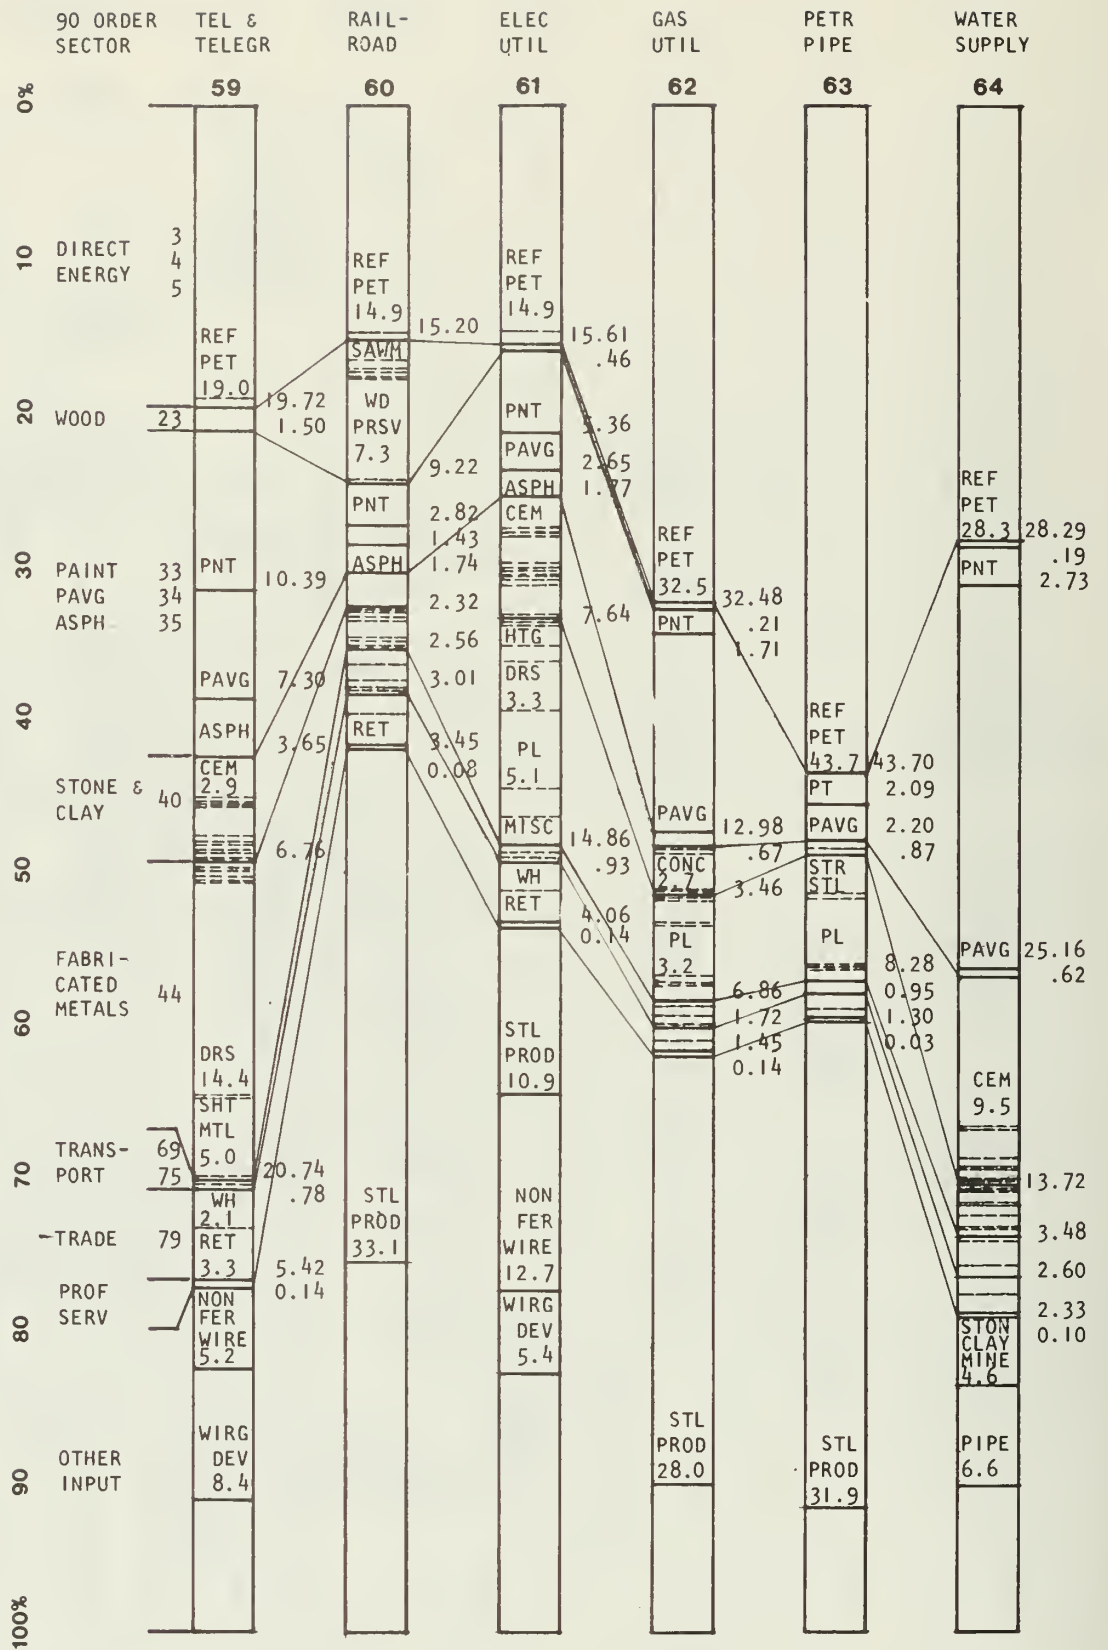 90 ORDER SECTOR
TEL & TELEGR
RAIL-ROAD
ELEC UTIL
GAS UTIL
PETR PIPE
WATER SUPPLY
59 60 61 62 63 64
0%
10
20
30
40
50
60
70
80
90
100%
DIRECT
ENERGY
3
4
5
WOOD 23
PAINT 33
PAVG 34
ASPH 35
STONE &
CLAY
40
FABRI-
CATED
METALS
44
TRANS- 69
PORT 75
-TRADE 79
PROF
SERV
OTHER
INPUT
REF
PET
19.0
PNT
PAVG
ASPH
CEM
2.9
DRS
14.4
SHT
MTL
5.0
WH
2.1
RET
3.3
NON
FER
WIRE
5.2
WIRG
DEV
8.4
19.72
1.50
10.39
7.30
3.65
6.76
20.74
.78
5.42
0.14
REF
PET
14.9
SAWM
WD
PRSV
7.3
PNT
ASPH
RET
STL
PROD
33.1
15.20
9.22
2.82
1.43
1.74
2.32
2.56
3.01
3.45
0.08
REF
PET
14.9
PNT
PAVG
ASPH
CEM
HTG
DRS
3.3
PL
5.1
MTSC
WH
RET
STL
PROD
10.9
NON
FER
WIRE
12.7
WIRG
DEV
5.4
15.61
.46
5.36
2.65
1.77
7.64
14.86
.93
4.06
0.14
REF
PET
32.5
PNT
PAVG
CONC
2.7
PL
3.2
STL
PROD
28.0
32.48
.21
1.71
12.98
.67
3.46
6.86
1.72
1.45
0.14
REF
PET
43.7
PT
PAVG
STR
STL
PL
STL
PROD
31.9
43.70
2.09
2.20
.87
8.28
0.95
1.30
0.03
REF
PET
28.3
PNT
PAVG
CEM
9.5
STON
CLAY
MINE
4.6
PIPE
6.6
28.29
.19
2.73
25.16
.62
13.72
3.48
2.60
2.33
0.10